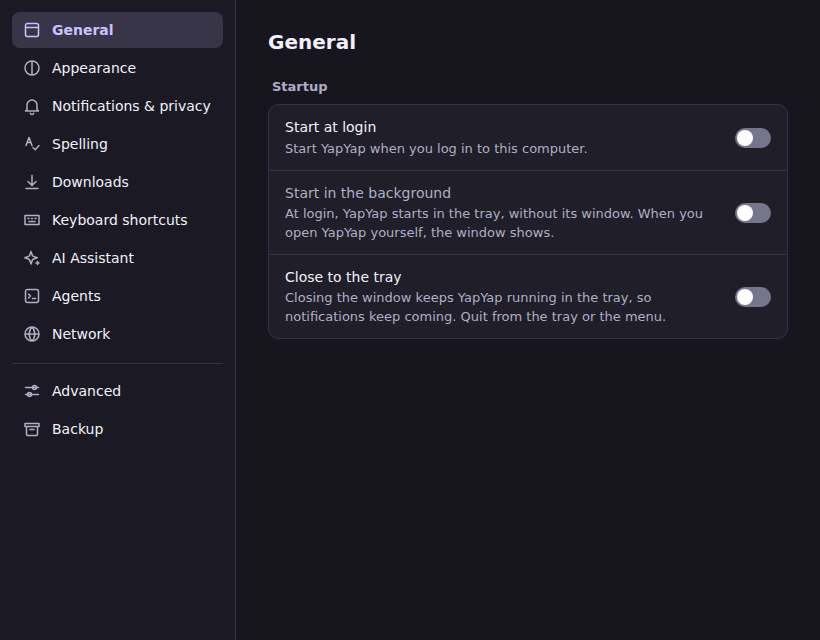 General
Appearance
Notifications & privacy
Spelling
Downloads
Keyboard shortcuts
AI Assistant
Agents
Network
Advanced
Backup
General
Startup
Start at login
Start YapYap when you log in to this computer.
Start in the background
At login, YapYap starts in the tray, without its window. When you
open YapYap yourself, the window shows.
Close to the tray
Closing the window keeps YapYap running in the tray, so
notifications keep coming. Quit from the tray or the menu.